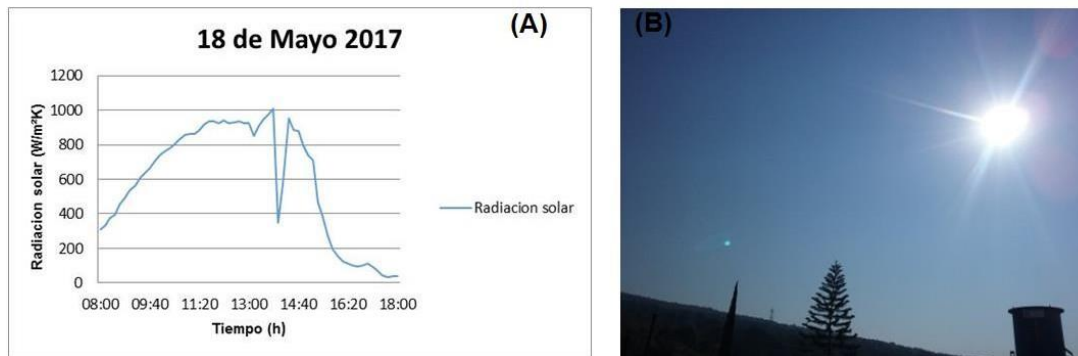 18 de Mayo 2017
(A)
Radiacion solar (W/m²K)
1200
1000
800
600
400
200
0
08:00 09:40 11:20 13:00 14:40 16:20 18:00
Tiempo (h)
Radiacion solar
(B)